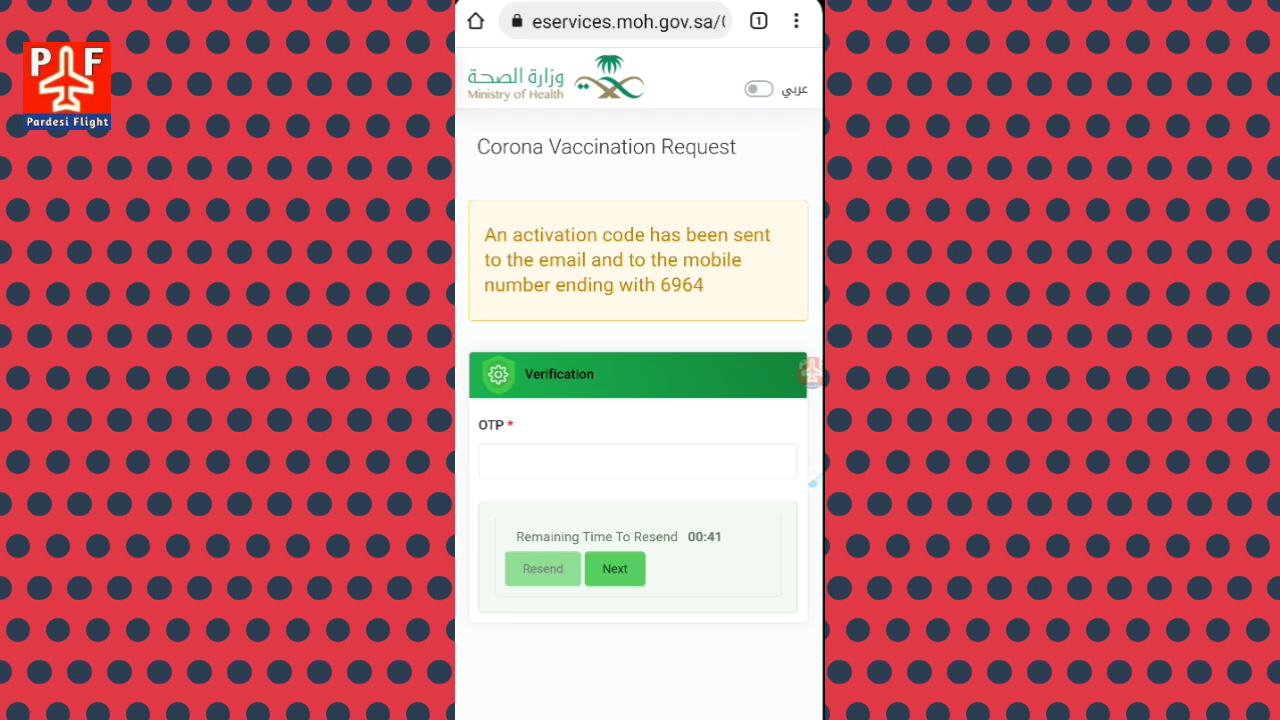 P F
Pardesi Flight
eservices.moh.gov.sa/
1
وزارة الصحة
Ministry of Health
عربي
Corona Vaccination Request
An activation code has been sent
to the email and to the mobile
number ending with 6964
Verification
OTP *
Remaining Time To Resend 00:41
Resend Next